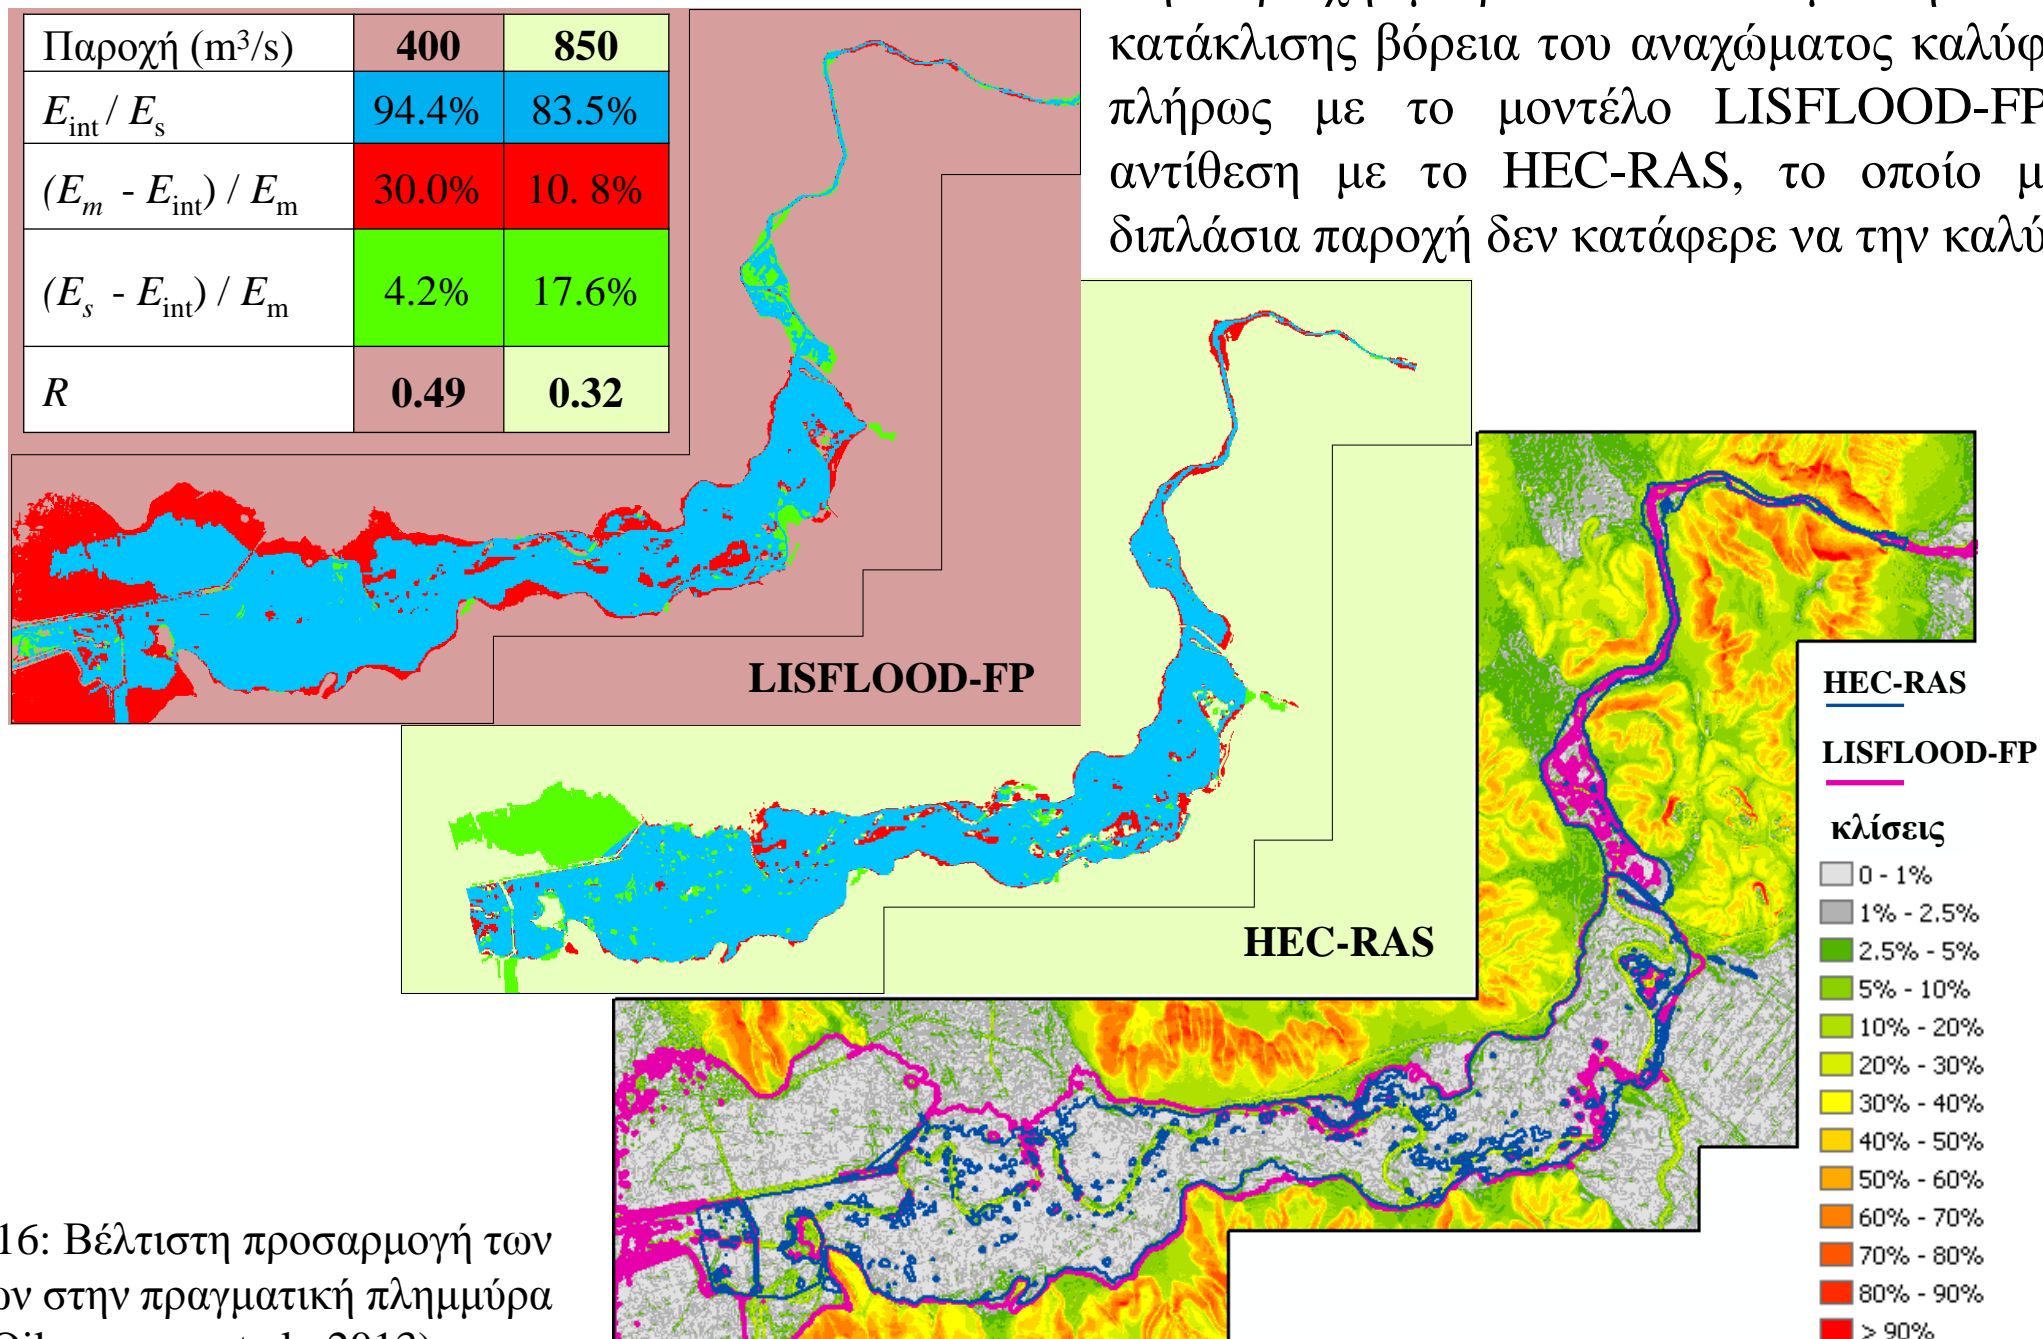 Παροχή (m³/s) 400 850
E_int / E_s 94.4% 83.5%
(E_m - E_int) / E_m 30.0% 10. 8%
(E_s - E_int) / E_m 4.2% 17.6%
R 0.49 0.32
κατάκλισης βόρεια του αναχώματος καλύφ
πλήρως με το μοντέλο LISFLOOD-FP
αντίθεση με το HEC-RAS, το οποίο μ
διπλάσια παροχή δεν κατάφερε να την καλύ
LISFLOOD-FP
HEC-RAS
HEC-RAS
LISFLOOD-FP
κλίσεις
0 - 1%
1% - 2.5%
2.5% - 5%
5% - 10%
10% - 20%
20% - 30%
30% - 40%
40% - 50%
50% - 60%
60% - 70%
70% - 80%
80% - 90%
> 90%
16: Βέλτιστη προσαρμογή των
ων στην πραγματική πλημμύρα